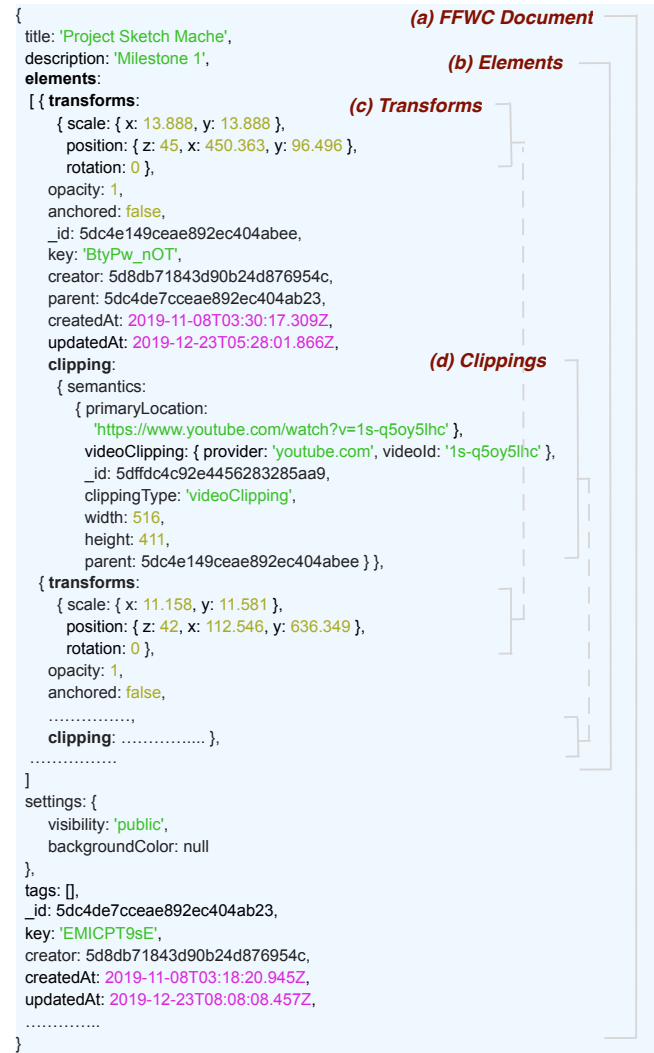 {
(a) FFWC Document
title: 'Project Sketch Mache',
description: 'Milestone 1',
(b) Elements
elements:
[ { transforms:
(c) Transforms
{ scale: { x: 13.888, y: 13.888 },
position: { z: 45, x: 450.363, y: 96.496 },
rotation: 0 },
opacity: 1,
anchored: false,
_id: 5dc4e149ceae892ec404abee,
key: 'BtyPw_nOT',
creator: 5d8db71843d90b24d876954c,
parent: 5dc4de7cceae892ec404ab23,
createdAt: 2019-11-08T03:30:17.309Z,
updatedAt: 2019-12-23T05:28:01.866Z,
clipping:
(d) Clippings
{ semantics:
{ primaryLocation:
'https://www.youtube.com/watch?v=1s-q5oy5lhc' },
videoClipping: { provider: 'youtube.com', videoId: '1s-q5oy5lhc' },
_id: 5dffdc4c92e4456283285aa9,
clippingType: 'videoClipping',
width: 516,
height: 411,
parent: 5dc4e149ceae892ec404abee } },
{ transforms:
{ scale: { x: 11.158, y: 11.581 },
position: { z: 42, x: 112.546, y: 636.349 },
rotation: 0 },
opacity: 1,
anchored: false,
……………,
clipping: ………….... },
…………….
]
settings: {
visibility: 'public',
backgroundColor: null
},
tags: [],
_id: 5dc4de7cceae892ec404ab23,
key: 'EMICPT9sE',
creator: 5d8db71843d90b24d876954c,
createdAt: 2019-11-08T03:18:20.945Z,
updatedAt: 2019-12-23T08:08:08.457Z,
…………..
}